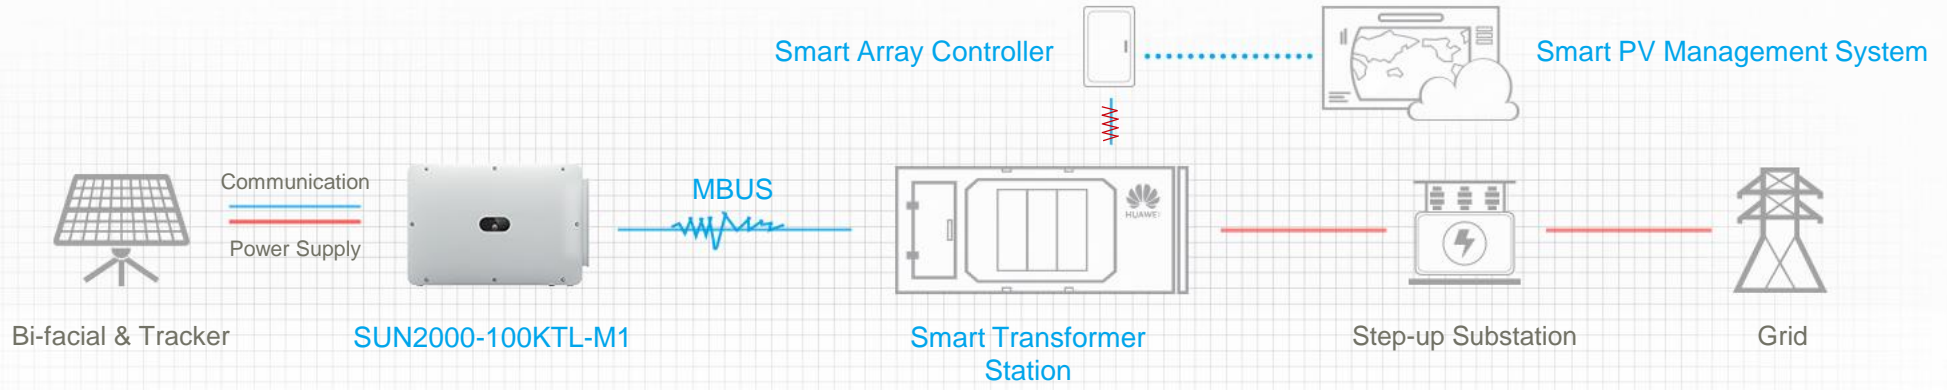 Smart Array Controller
Smart PV Management System
Communication
Power Supply
MBUS
HUAWEI
Bi-facial & Tracker
SUN2000-100KTL-M1
Smart Transformer
Station
Step-up Substation
Grid